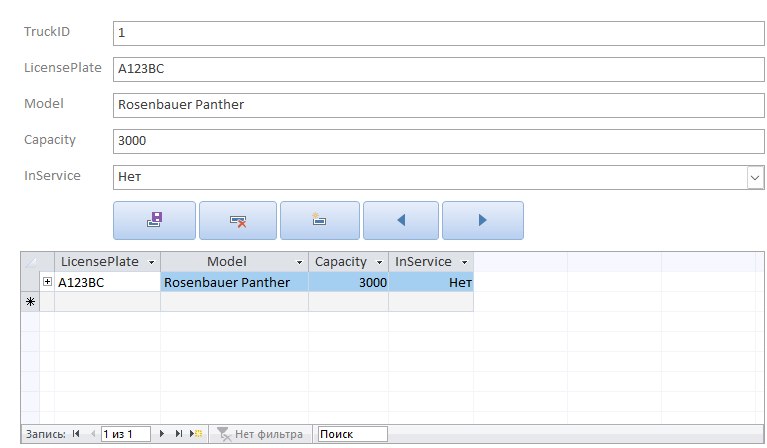 TruckID 1
LicensePlate A123BC
Model Rosenbauer Panther
Capacity 3000
InService Нет
LicensePlate Model Capacity InService
A123BC Rosenbauer Panther 3000 Нет
Запись: 1 из 1 Нет фильтра Поиск